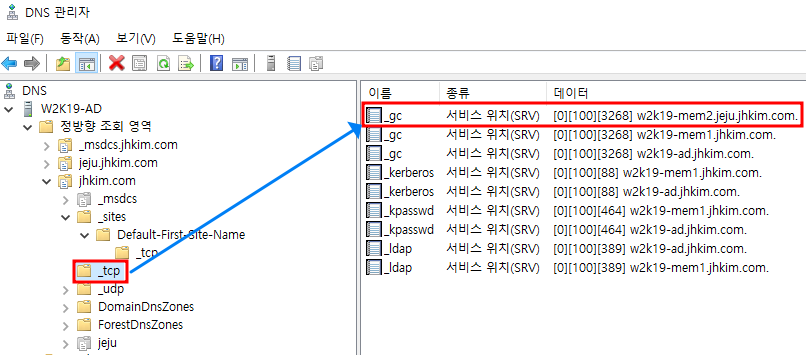 DNS 관리자
파일(F) 동작(A) 보기(V) 도움말(H)
DNS
W2K19-AD
정방향 조회 영역
_msdcs.jhkim.com
jeju.jhkim.com
jhkim.com
_msdcs
_sites
Default-First-Site-Name
_tcp
_tcp
_udp
DomainDnsZones
ForestDnsZones
jeju
이름 종류 데이터
_gc 서비스 위치(SRV) [0][100][3268] w2k19-mem2.jeju.jhkim.com.
_gc 서비스 위치(SRV) [0][100][3268] w2k19-mem1.jhkim.com.
_gc 서비스 위치(SRV) [0][100][3268] w2k19-ad.jhkim.com.
_kerberos 서비스 위치(SRV) [0][100][88] w2k19-mem1.jhkim.com.
_kerberos 서비스 위치(SRV) [0][100][88] w2k19-ad.jhkim.com.
_kpasswd 서비스 위치(SRV) [0][100][464] w2k19-mem1.jhkim.com.
_kpasswd 서비스 위치(SRV) [0][100][464] w2k19-ad.jhkim.com.
_ldap 서비스 위치(SRV) [0][100][389] w2k19-ad.jhkim.com.
_ldap 서비스 위치(SRV) [0][100][389] w2k19-mem1.jhkim.com.